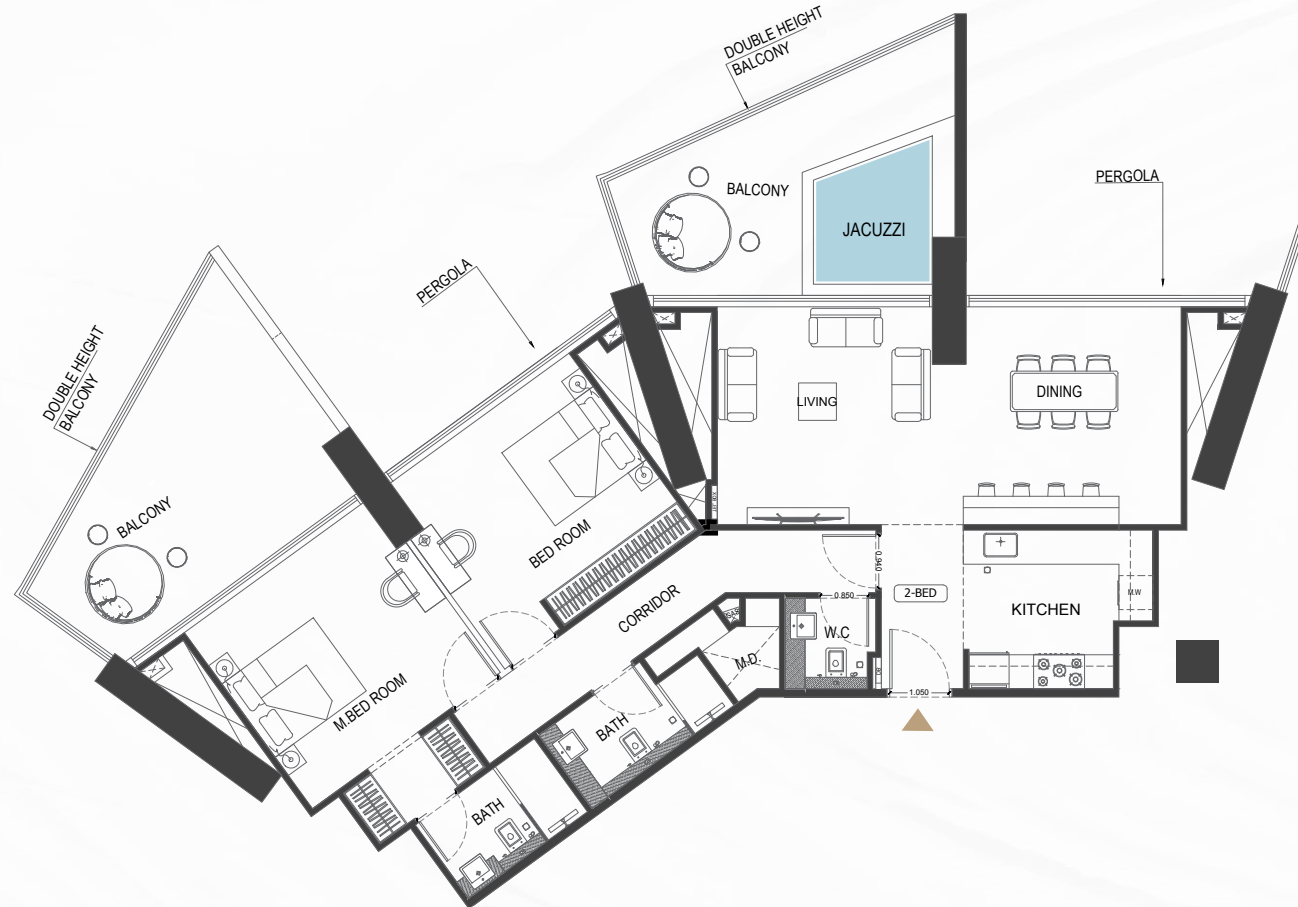 DOUBLE HEIGHT
BALCONY
BALCONY
JACUZZI
PERGOLA
PERGOLA
DOUBLE HEIGHT
BALCONY
BALCONY
LIVING
DINING
BED ROOM
M.BED ROOM
CORRIDOR
0.940
0.850
2-BED
KITCHEN
M.W
W.C
M.D.
BATH
BATH
1.050